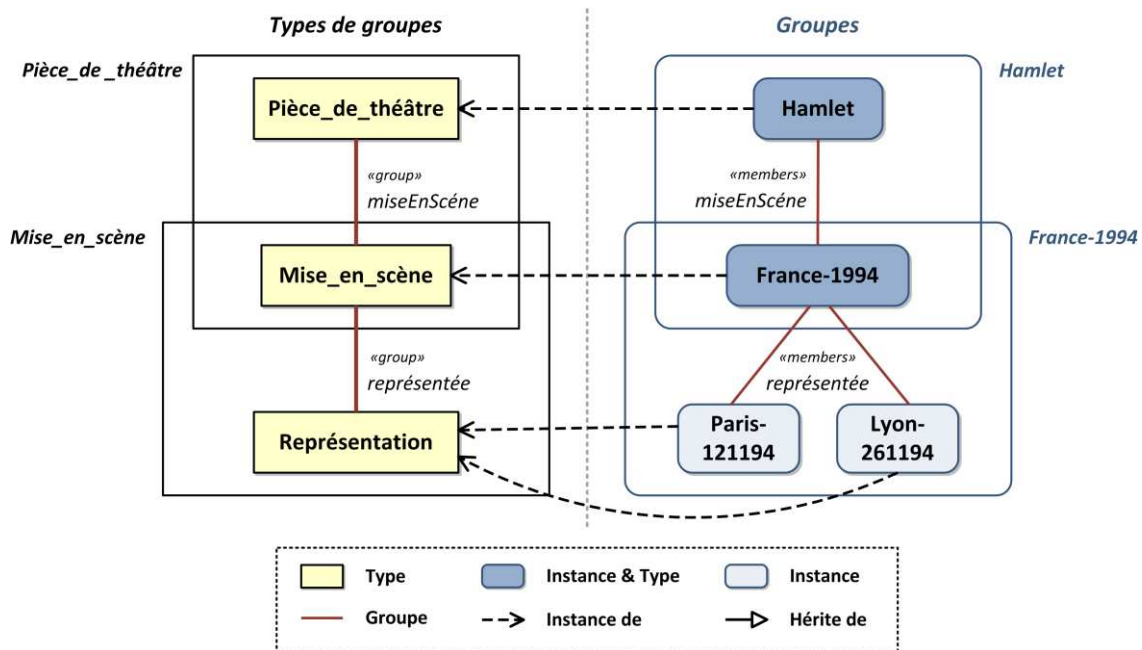 Types de groupes
Groupes
Pièce_de _théâtre
Hamlet
Pièce_de_théâtre
Hamlet
«group»
miseEnScéne
«members»
miseEnScéne
Mise_en_scène
France-1994
Mise_en_scène
France-1994
«group»
représentée
«members»
représentée
Représentation
Paris-
121194
Lyon-
261194
Type
Instance & Type
Instance
Groupe
Instance de
Hérite de